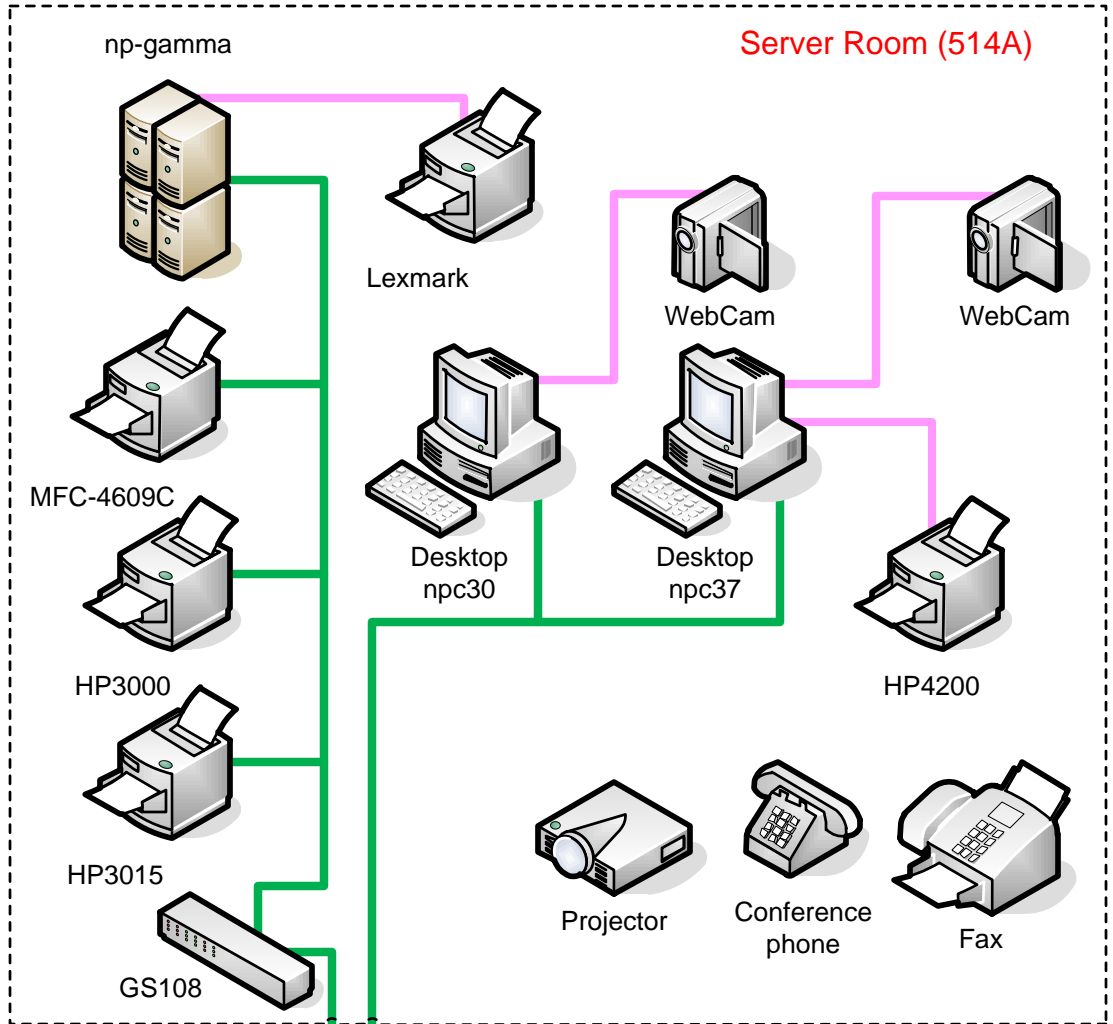 np-gamma
Server Room (514A)
Lexmark
WebCam
WebCam
MFC-4609C
Desktop
npc30
Desktop
npc37
HP3000
HP4200
HP3015
Projector
Conference
phone
Fax
GS108